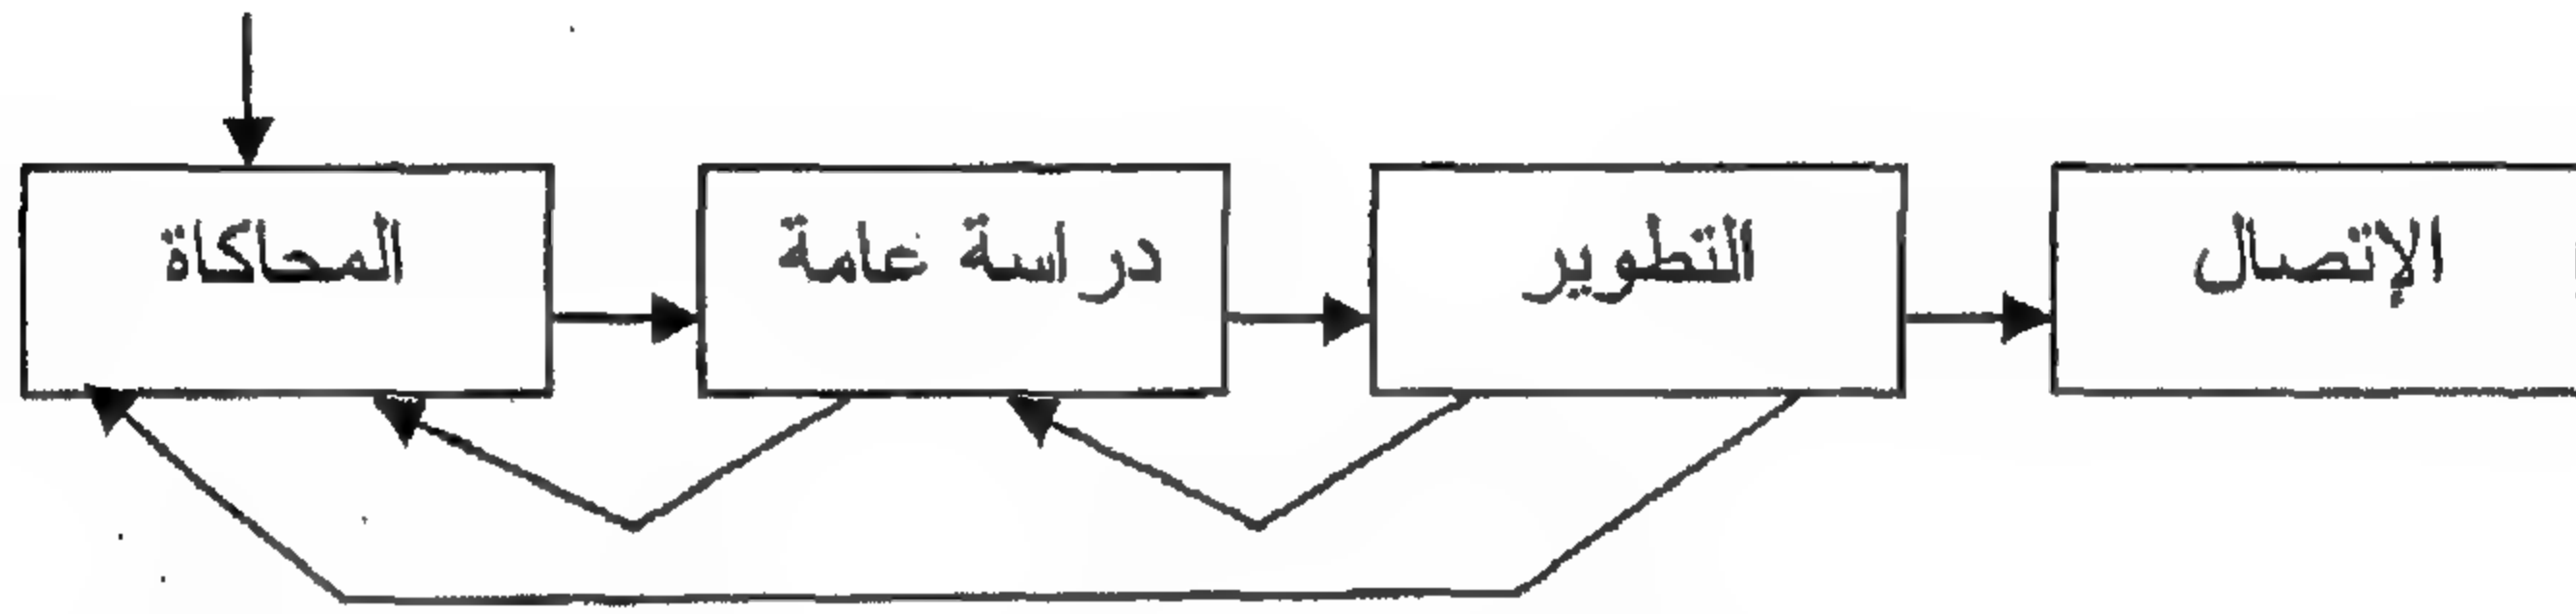 المحاكاة
دراسة عامة
التطوير
الإتصال